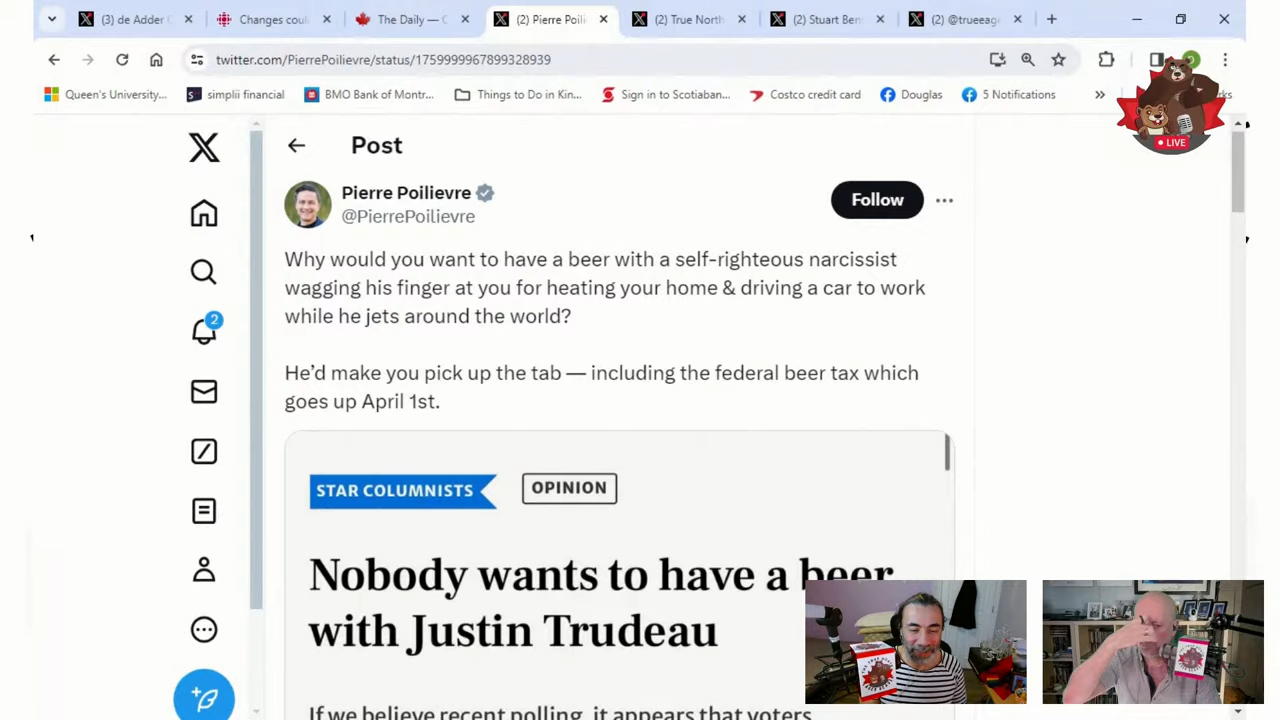 (3) de Adder C
Changes coul
The Daily — C
(2) Pierre Poili
(2) True North
(2) Stuart Ben
(2) @trueeag
twitter.com/PierrePoilievre/status/1759999967899328939
Queen's University...
simplii financial
BMO Bank of Montr...
Things to Do in Kin...
Sign in to Scotiaban...
Costco credit card
Douglas
5 Notifications
LIVE
Post
Pierre Poilievre
@PierrePoilievre
Follow
2
Why would you want to have a beer with a self-righteous narcissist
wagging his finger at you for heating your home & driving a car to work
while he jets around the world?
He'd make you pick up the tab — including the federal beer tax which
goes up April 1st.
STAR COLUMNISTS
OPINION
Nobody wants to have a beer
with Justin Trudeau
If we believe recent polling, it appears that voters